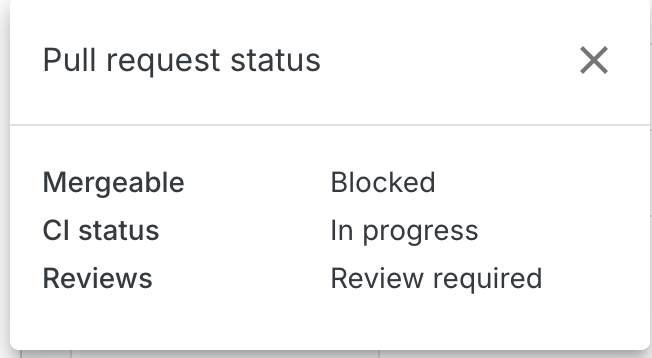 Pull request status
Mergeable Blocked
CI status In progress
Reviews Review required